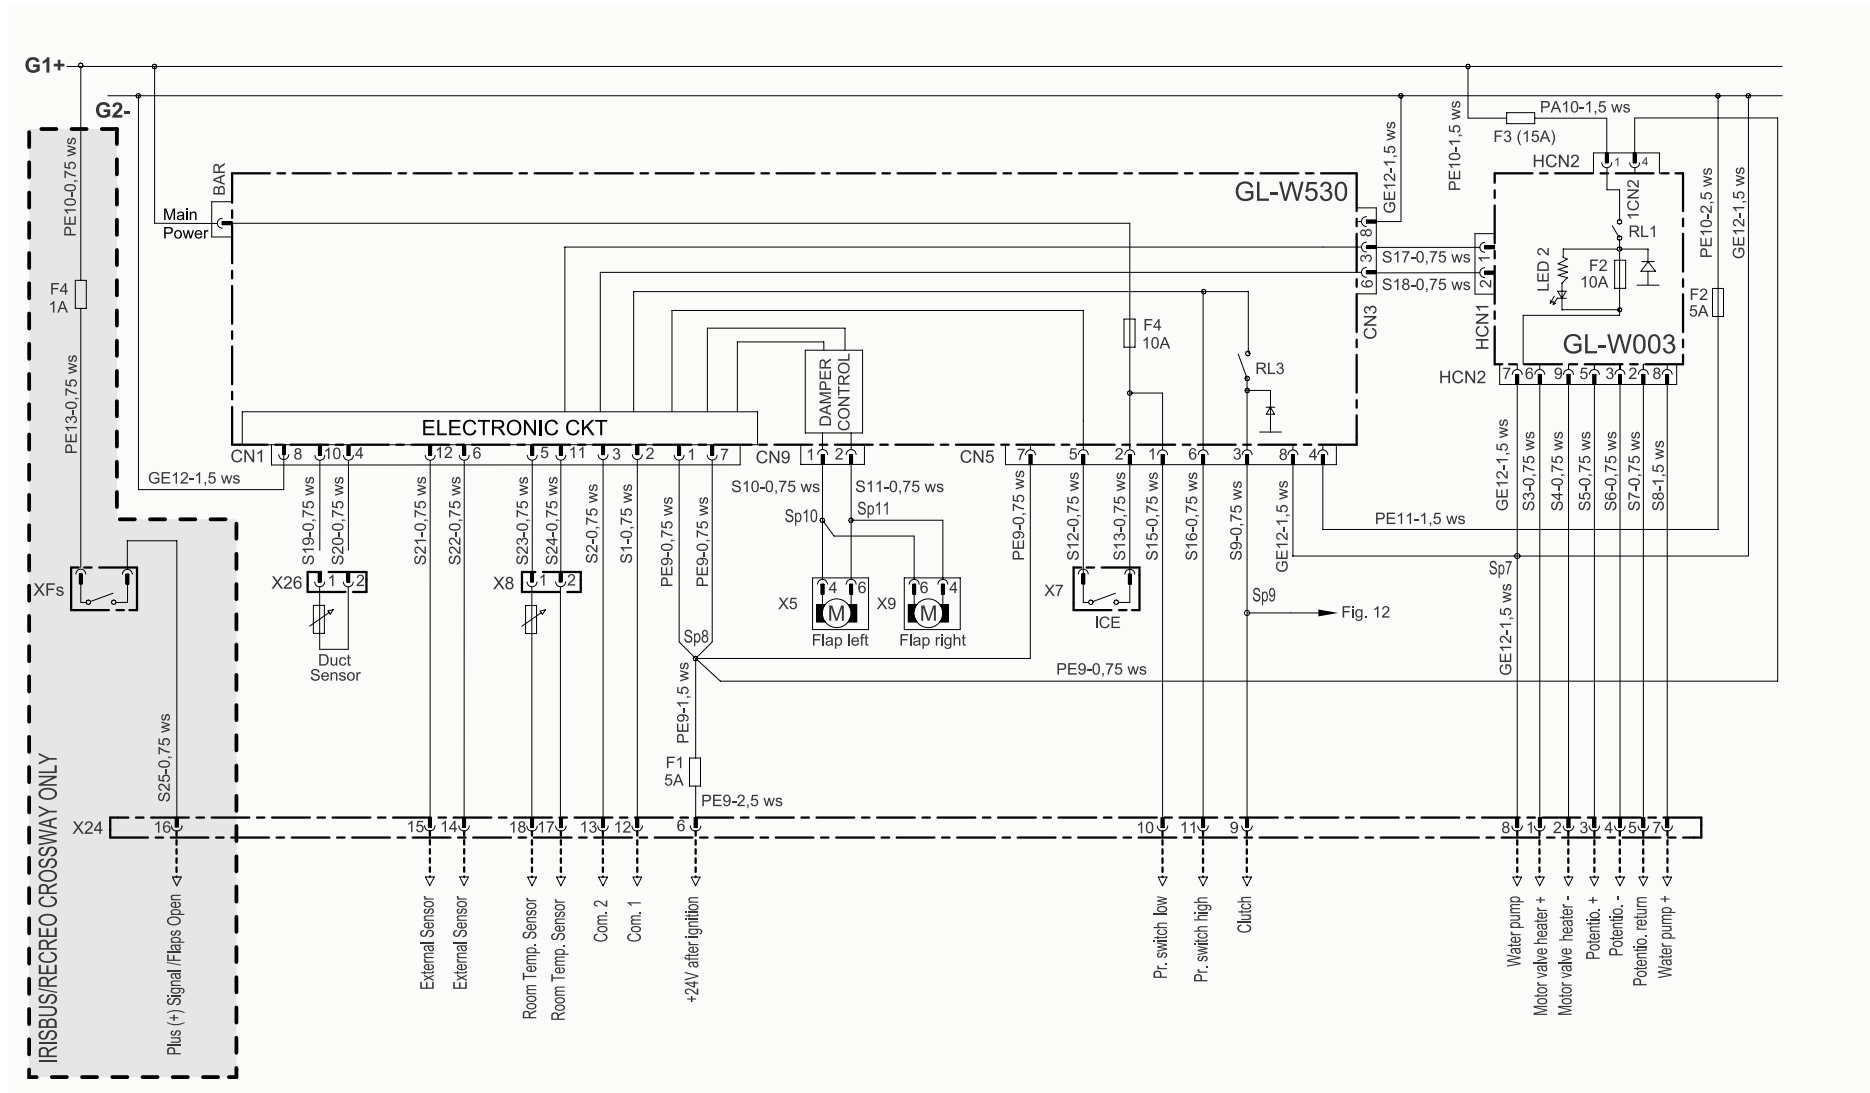 G1+
G2-
PE10-0,75 ws
F4
1A
PE13-0,75 ws
XFs
S25-0,75 ws
IRISBUS/RECREO CROSSWAY ONLY
BAR
Main
Power
GE12-1,5 ws
GL-W530
ELECTRONIC CKT
DAMPER
CONTROL
F4
10A
RL3
GE12-1,5 ws
8
3
6
CN3
S17-0,75 ws
S18-0,75 ws
1
2
HCN1
PE10-1,5 ws
PA10-1,5 ws
F3 (15A)
HCN2
1
4
1CN2
RL1
LED 2
F2
10A
GL-W003
PE10-2,5 ws
GE12-1,5 ws
F2
5A
HCN2
7
6
9
5
3
2
8
CN1
8
10
4
12
6
5
11
3
2
1
7
CN9
1
2
CN5
7
5
2
1
6
3
8
4
S19-0,75 ws
S20-0,75 ws
S21-0,75 ws
S22-0,75 ws
S23-0,75 ws
S24-0,75 ws
S2-0,75 ws
S1-0,75 ws
PE9-0,75 ws
PE9-0,75 ws
S10-0,75 ws
S11-0,75 ws
Sp10
Sp11
PE9-0,75 ws
S12-0,75 ws
S13-0,75 ws
S15-0,75 ws
S16-0,75 ws
S9-0,75 ws
GE12-1,5 ws
PE11-1,5 ws
GE12-1,5 ws
S3-0,75 ws
S4-0,75 ws
S5-0,75 ws
S6-0,75 ws
S7-0,75 ws
S8-1,5 ws
X26
1
2
Duct
Sensor
X8
1
2
X5
4
6
M
Flap left
X9
6
4
M
Flap right
X7
ICE
Sp9
Fig. 12
Sp7
GE12-1,5 ws
Sp8
PE9-0,75 ws
PE9-1,5 ws
F1
5A
PE9-2,5 ws
X24
16
15
14
18
17
13
12
6
10
11
9
8
1
2
3
4
5
7
Plus (+) Signal /Flaps Open
External Sensor
External Sensor
Room Temp. Sensor
Room Temp. Sensor
Com. 2
Com. 1
+24V after ignition
Pr. switch low
Pr. switch high
Clutch
Water pump
Motor valve heater +
Motor valve heater -
Potentio. +
Potentio. -
Potentio. return
Water pump +